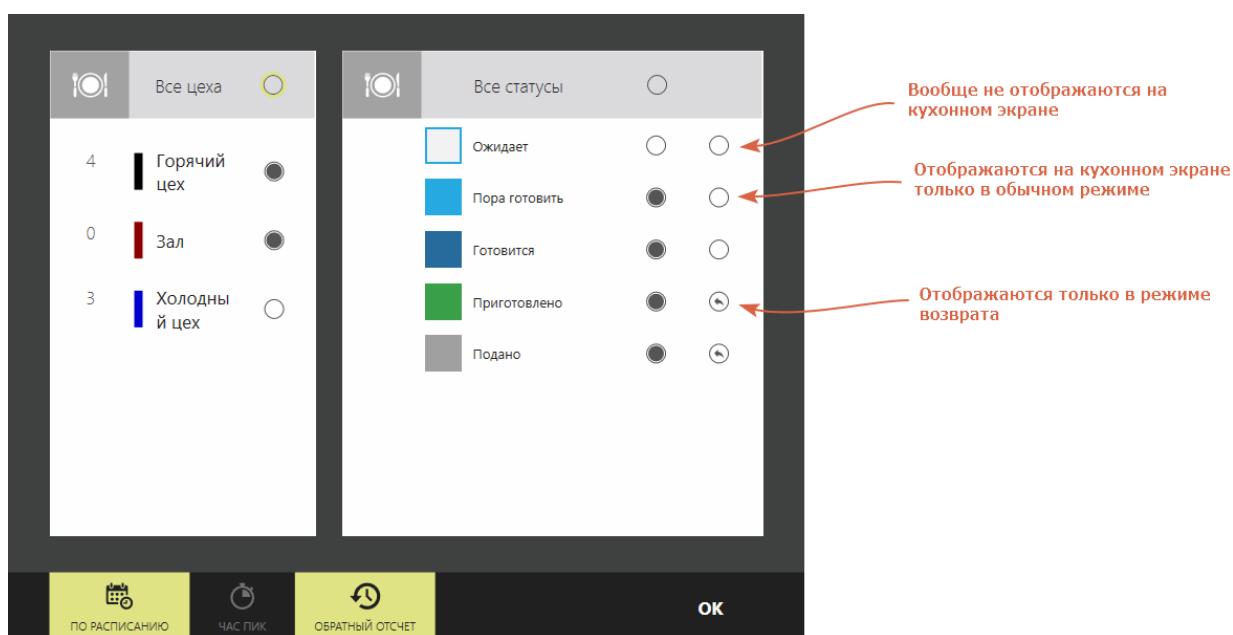 Все цеха
4
Горячий
цех
0
Зал
3
Холодны
й цех
Все статусы
Ожидает
Пора готовить
Готовится
Приготовлено
Подано
Вообще не отображаются на
кухонном экране
Отображаются на кухонном экране
только в обычном режиме
Отображаются только в режиме
возврата
ПО РАСПИСАНИЮ
ЧАС ПИК
ОБРАТНЫЙ ОТСЧЕТ
ОК